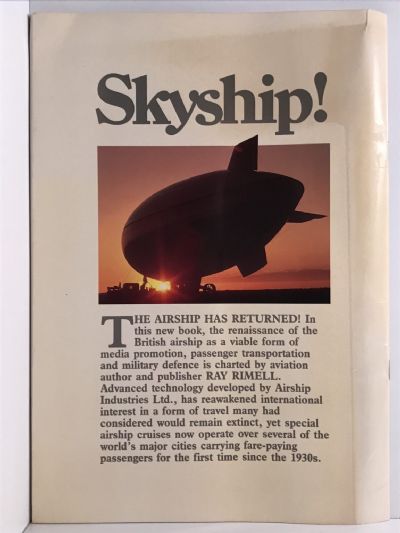 Skyship!
THE AIRSHIP HAS RETURNED! In
this new book, the renaissance of the
British airship as a viable form of
media promotion, passenger transportation
and military defence is charted by aviation
author and publisher RAY RIMELL.
Advanced technology developed by Airship
Industries Ltd., has reawakened international
interest in a form of travel many had
considered would remain extinct, yet special
airship cruises now operate over several of the
world's major cities carrying fare-paying
passengers for the first time since the 1930s.